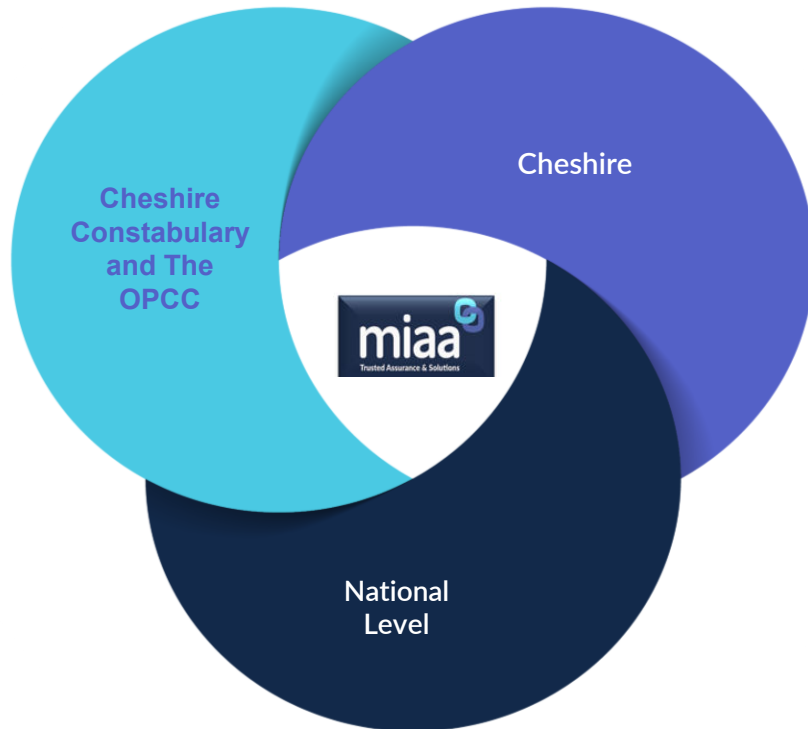 Cheshire
Constabulary
and The
OPCC
Cheshire
miaa
Trusted Assurance & Solutions
National
Level